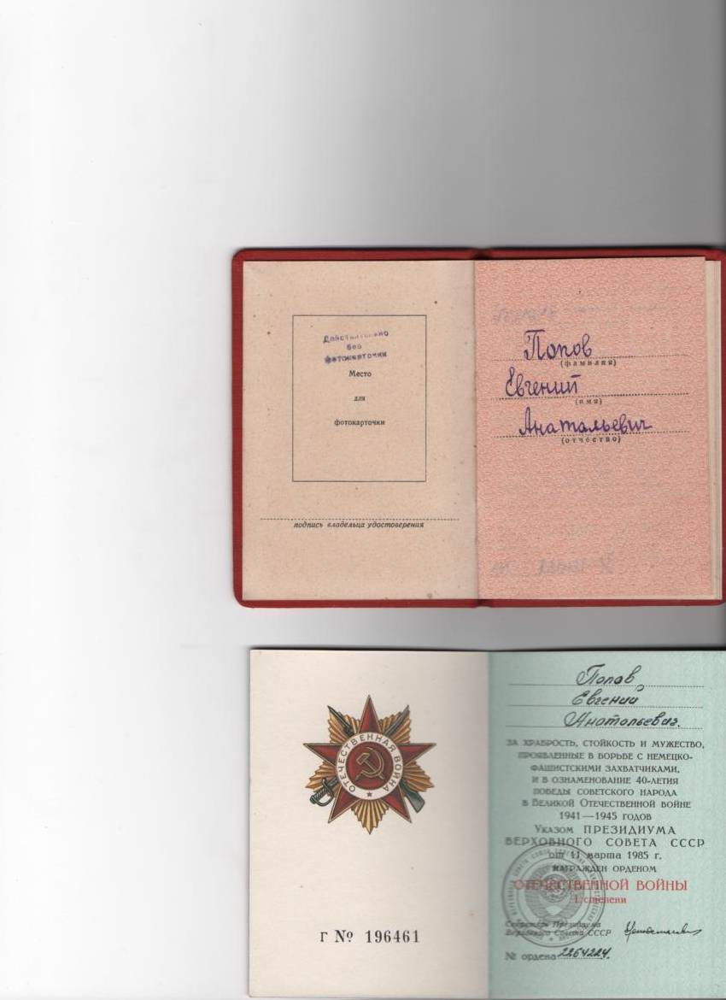 Действительно
без
фотокарточки
Место
для
фотокарточки
подпись владельца удостоверения
Попов
(фамилия)
Евгений
(имя)
Анатольевич
(отчество)
ОТЕЧЕСТВЕННАЯ ВОЙНА
Г № 196461
Попов
Евгений
Анатольевич.
ЗА ХРАБРОСТЬ, СТОЙКОСТЬ И МУЖЕСТВО,
ПРОЯВЛЕННЫЕ В БОРЬБЕ С НЕМЕЦКО-
ФАШИСТСКИМИ ЗАХВАТЧИКАМИ,
И В ОЗНАМЕНОВАНИЕ 40-ЛЕТИЯ
ПОБЕДЫ СОВЕТСКОГО НАРОДА
В ВЕЛИКОЙ ОТЕЧЕСТВЕННОЙ ВОЙНЕ
1941—1945 ГОДОВ
УКАЗОМ ПРЕЗИДИУМА
ВЕРХОВНОГО СОВЕТА СССР
от 11 марта 1985 г.
НАГРАЖДЕН ОРДЕНОМ
ОТЕЧЕСТВЕННОЙ ВОЙНЫ
I степени
Секретарь Президиума
Верховного Совета СССР
№ ордена 2264224.